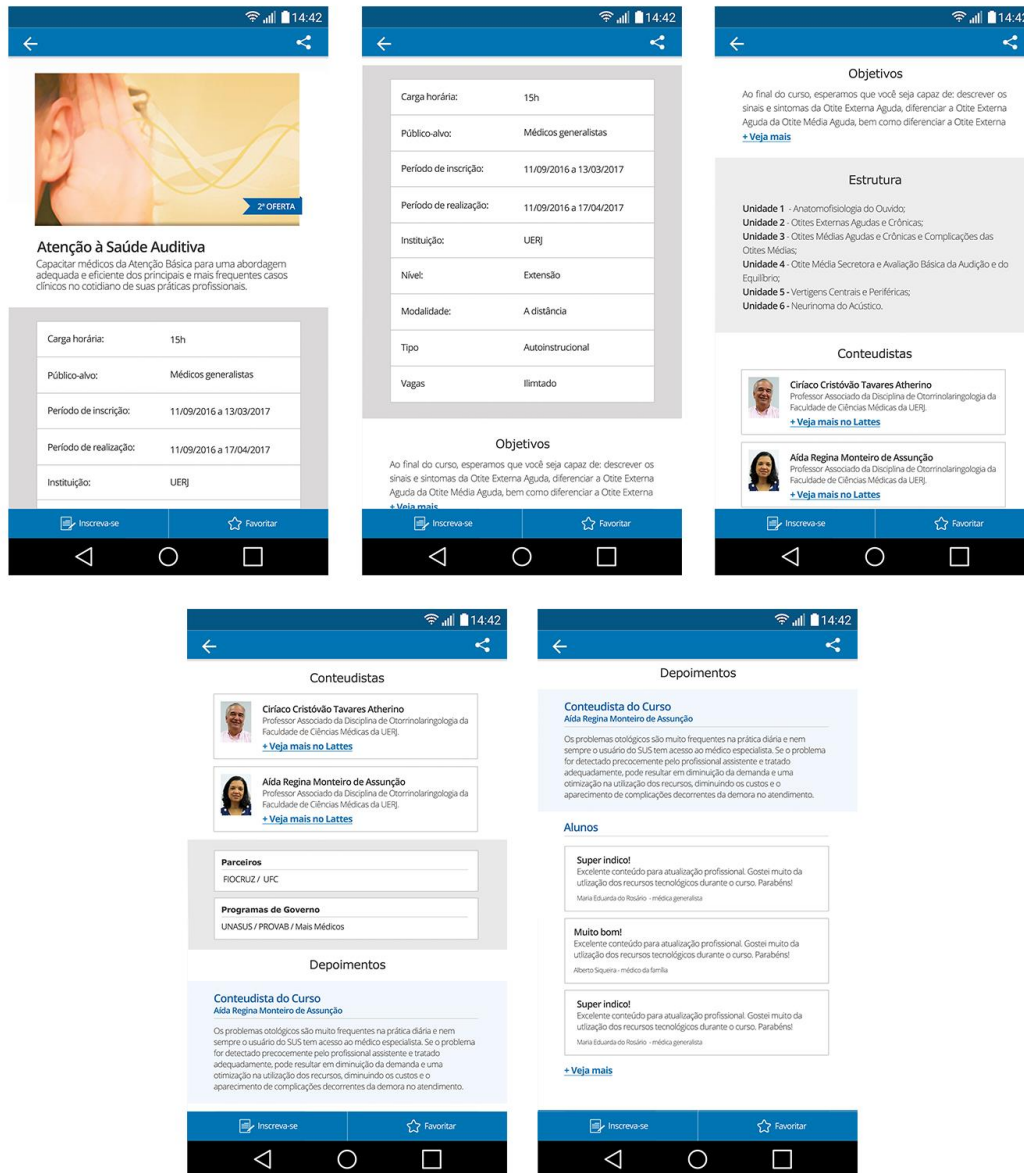 14:42
2ª OFERTA
Atenção à Saúde Auditiva
Capacitar médicos da Atenção Básica para uma abordagem
adequada e eficiente dos principais e mais frequentes casos
clínicos no cotidiano de suas práticas profissionais.
Carga horária: 15h
Público-alvo: Médicos generalistas
Período de inscrição: 11/09/2016 a 13/03/2017
Período de realização: 11/09/2016 a 17/04/2017
Instituição: UERJ
Inscreva-se Favoritar
14:42
Carga horária: 15h
Público-alvo: Médicos generalistas
Período de inscrição: 11/09/2016 a 13/03/2017
Período de realização: 11/09/2016 a 17/04/2017
Instituição: UERJ
Nível: Extensão
Modalidade: A distância
Tipo Autoinstrucional
Vagas Ilimtado
Objetivos
Ao final do curso, esperamos que você seja capaz de: descrever os
sinais e sintomas da Otite Externa Aguda, diferenciar a Otite Externa
Aguda da Otite Média Aguda, bem como diferenciar a Otite Externa
+ Veja mais
Inscreva-se Favoritar
14:42
Objetivos
Ao final do curso, esperamos que você seja capaz de: descrever os
sinais e sintomas da Otite Externa Aguda, diferenciar a Otite Externa
Aguda da Otite Média Aguda, bem como diferenciar a Otite Externa
+ Veja mais
Estrutura
Unidade 1 - Anatomofisiologia do Ouvido;
Unidade 2 - Otites Externas Agudas e Crônicas;
Unidade 3 - Otites Médias Agudas e Crônicas e Complicações das
Otites Médias;
Unidade 4 - Otite Média Secretora e Avaliação Básica da Audição e do
Equilíbrio;
Unidade 5 - Vertigens Centrais e Periféricas;
Unidade 6 - Neurinoma do Acústico.
Conteudistas
Ciríaco Cristóvão Tavares Atherino
Professor Associado da Disciplina de Otorrinolaringologia da
Faculdade de Ciências Médicas da UERJ.
+ Veja mais no Lattes
Aída Regina Monteiro de Assunção
Professor Associado da Disciplina de Otorrinolaringologia da
Faculdade de Ciências Médicas da UERJ.
+ Veja mais no Lattes
Inscreva-se Favoritar
14:42
Conteudistas
Ciríaco Cristóvão Tavares Atherino
Professor Associado da Disciplina de Otorrinolaringologia da
Faculdade de Ciências Médicas da UERJ.
+ Veja mais no Lattes
Aída Regina Monteiro de Assunção
Professor Associado da Disciplina de Otorrinolaringologia da
Faculdade de Ciências Médicas da UERJ.
+ Veja mais no Lattes
Parceiros
FIOCRUZ / UFC
Programas de Governo
UNASUS / PROVAB / Mais Médicos
Depoimentos
Conteudista do Curso
Aída Regina Monteiro de Assunção
Os problemas otológicos são muito frequentes na prática diária e nem
sempre o usuário do SUS tem acesso ao médico especialista. Se o problema
for detectado precocemente pelo profissional assistente e tratado
adequadamente, pode resultar em diminuição da demanda e uma
otimização na utilização dos recursos, diminuindo os custos e o
aparecimento de complicações decorrentes da demora no atendimento.
Inscreva-se Favoritar
14:42
Depoimentos
Conteudista do Curso
Aída Regina Monteiro de Assunção
Os problemas otológicos são muito frequentes na prática diária e nem
sempre o usuário do SUS tem acesso ao médico especialista. Se o problema
for detectado precocemente pelo profissional assistente e tratado
adequadamente, pode resultar em diminuição da demanda e uma
otimização na utilização dos recursos, diminuindo os custos e o
aparecimento de complicações decorrentes da demora no atendimento.
Alunos
Super indico!
Excelente conteúdo para atualização profissional. Gostei muito da
utlização dos recursos tecnológicos durante o curso. Parabéns!
Maria Eduarda do Rosário - médica generalista
Muito bom!
Excelente conteúdo para atualização profissional. Gostei muito da
utlização dos recursos tecnológicos durante o curso. Parabéns!
Alberto Siqueira - médico da família
Super indico!
Excelente conteúdo para atualização profissional. Gostei muito da
utlização dos recursos tecnológicos durante o curso. Parabéns!
Maria Eduarda do Rosário - médica generalista
+ Veja mais
Inscreva-se Favoritar